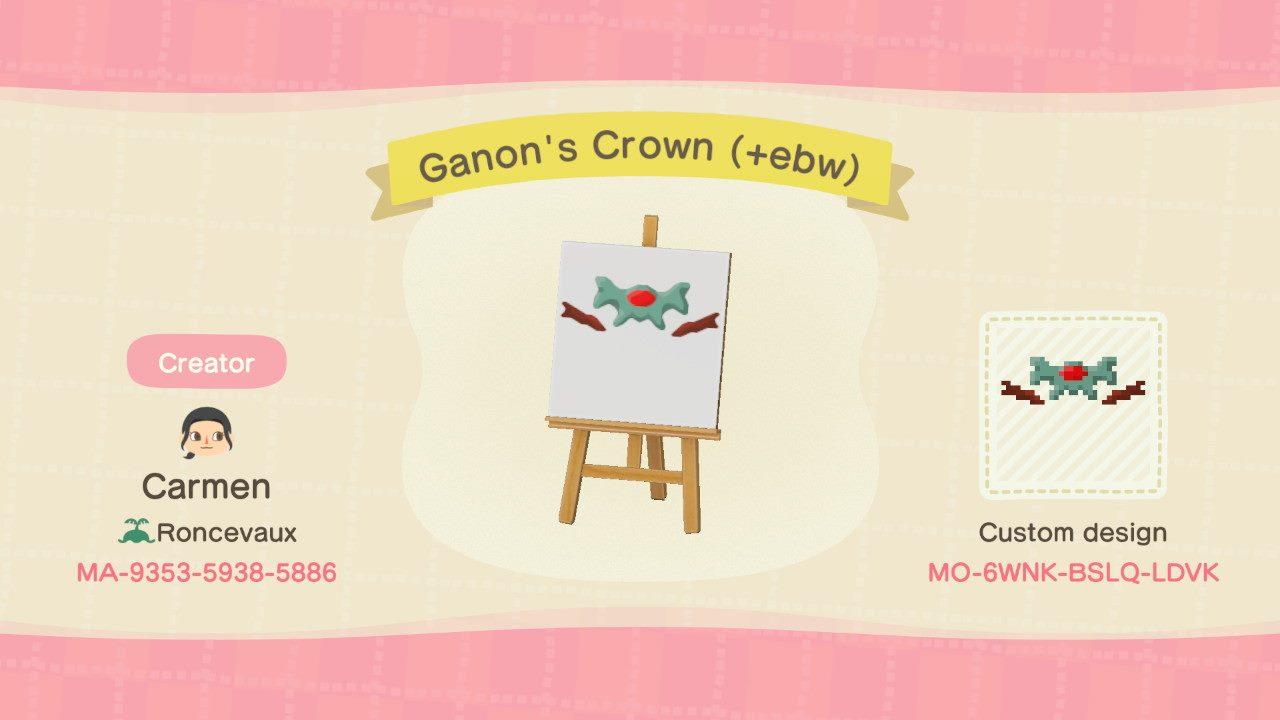 Ganon's Crown (+ebw)
Creator
Carmen
Roncevaux
MA-9353-5938-5886
Custom design
MO-6WNK-BSLQ-LDVK